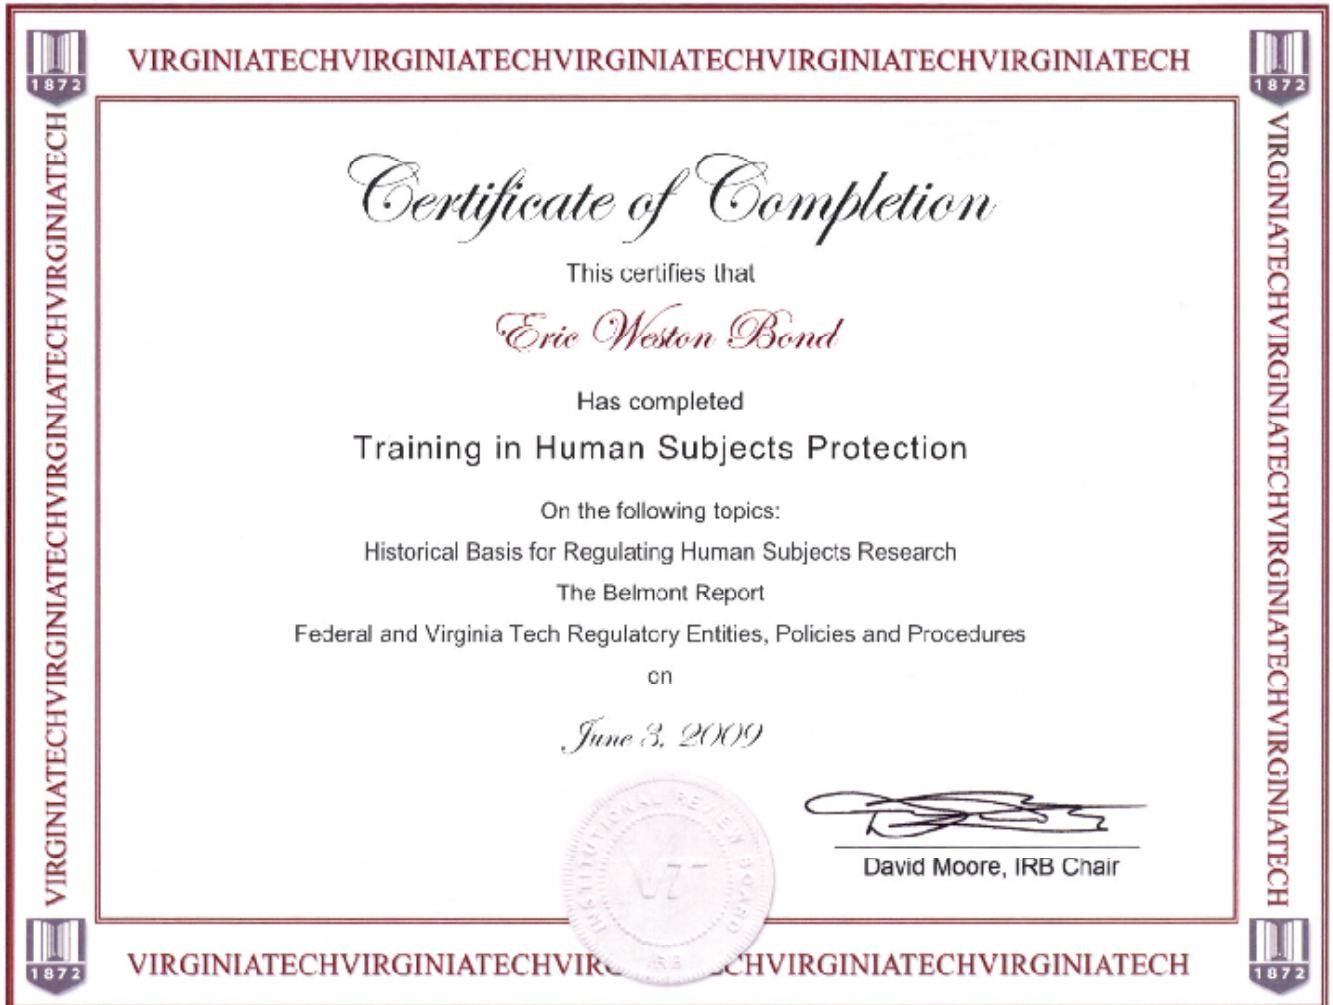 VIRGINIATECHVIRGINIATECHVIRGINIATECHVIRGINIATECHVIRGINIATECH
1872
1872
VIRGINIATECHVIRGINIATECHVIRGINIATECHVIRGINIATECH
VIRGINIATECHVIRGINIATECHVIRGINIATECHVIRGINIATECH
Certificate of Completion
This certifies that
Eric Weston Bond
Has completed
Training in Human Subjects Protection
On the following topics:
Historical Basis for Regulating Human Subjects Research
The Belmont Report
Federal and Virginia Tech Regulatory Entities, Policies and Procedures
on
June 3, 2009
INSTITUTIONAL REVIEW BOARD
VT
IRB
David Moore, IRB Chair
1872
1872
VIRGINIATECHVIRGINIATECHVIR CHVIRGINIATECHVIRGINIATECH